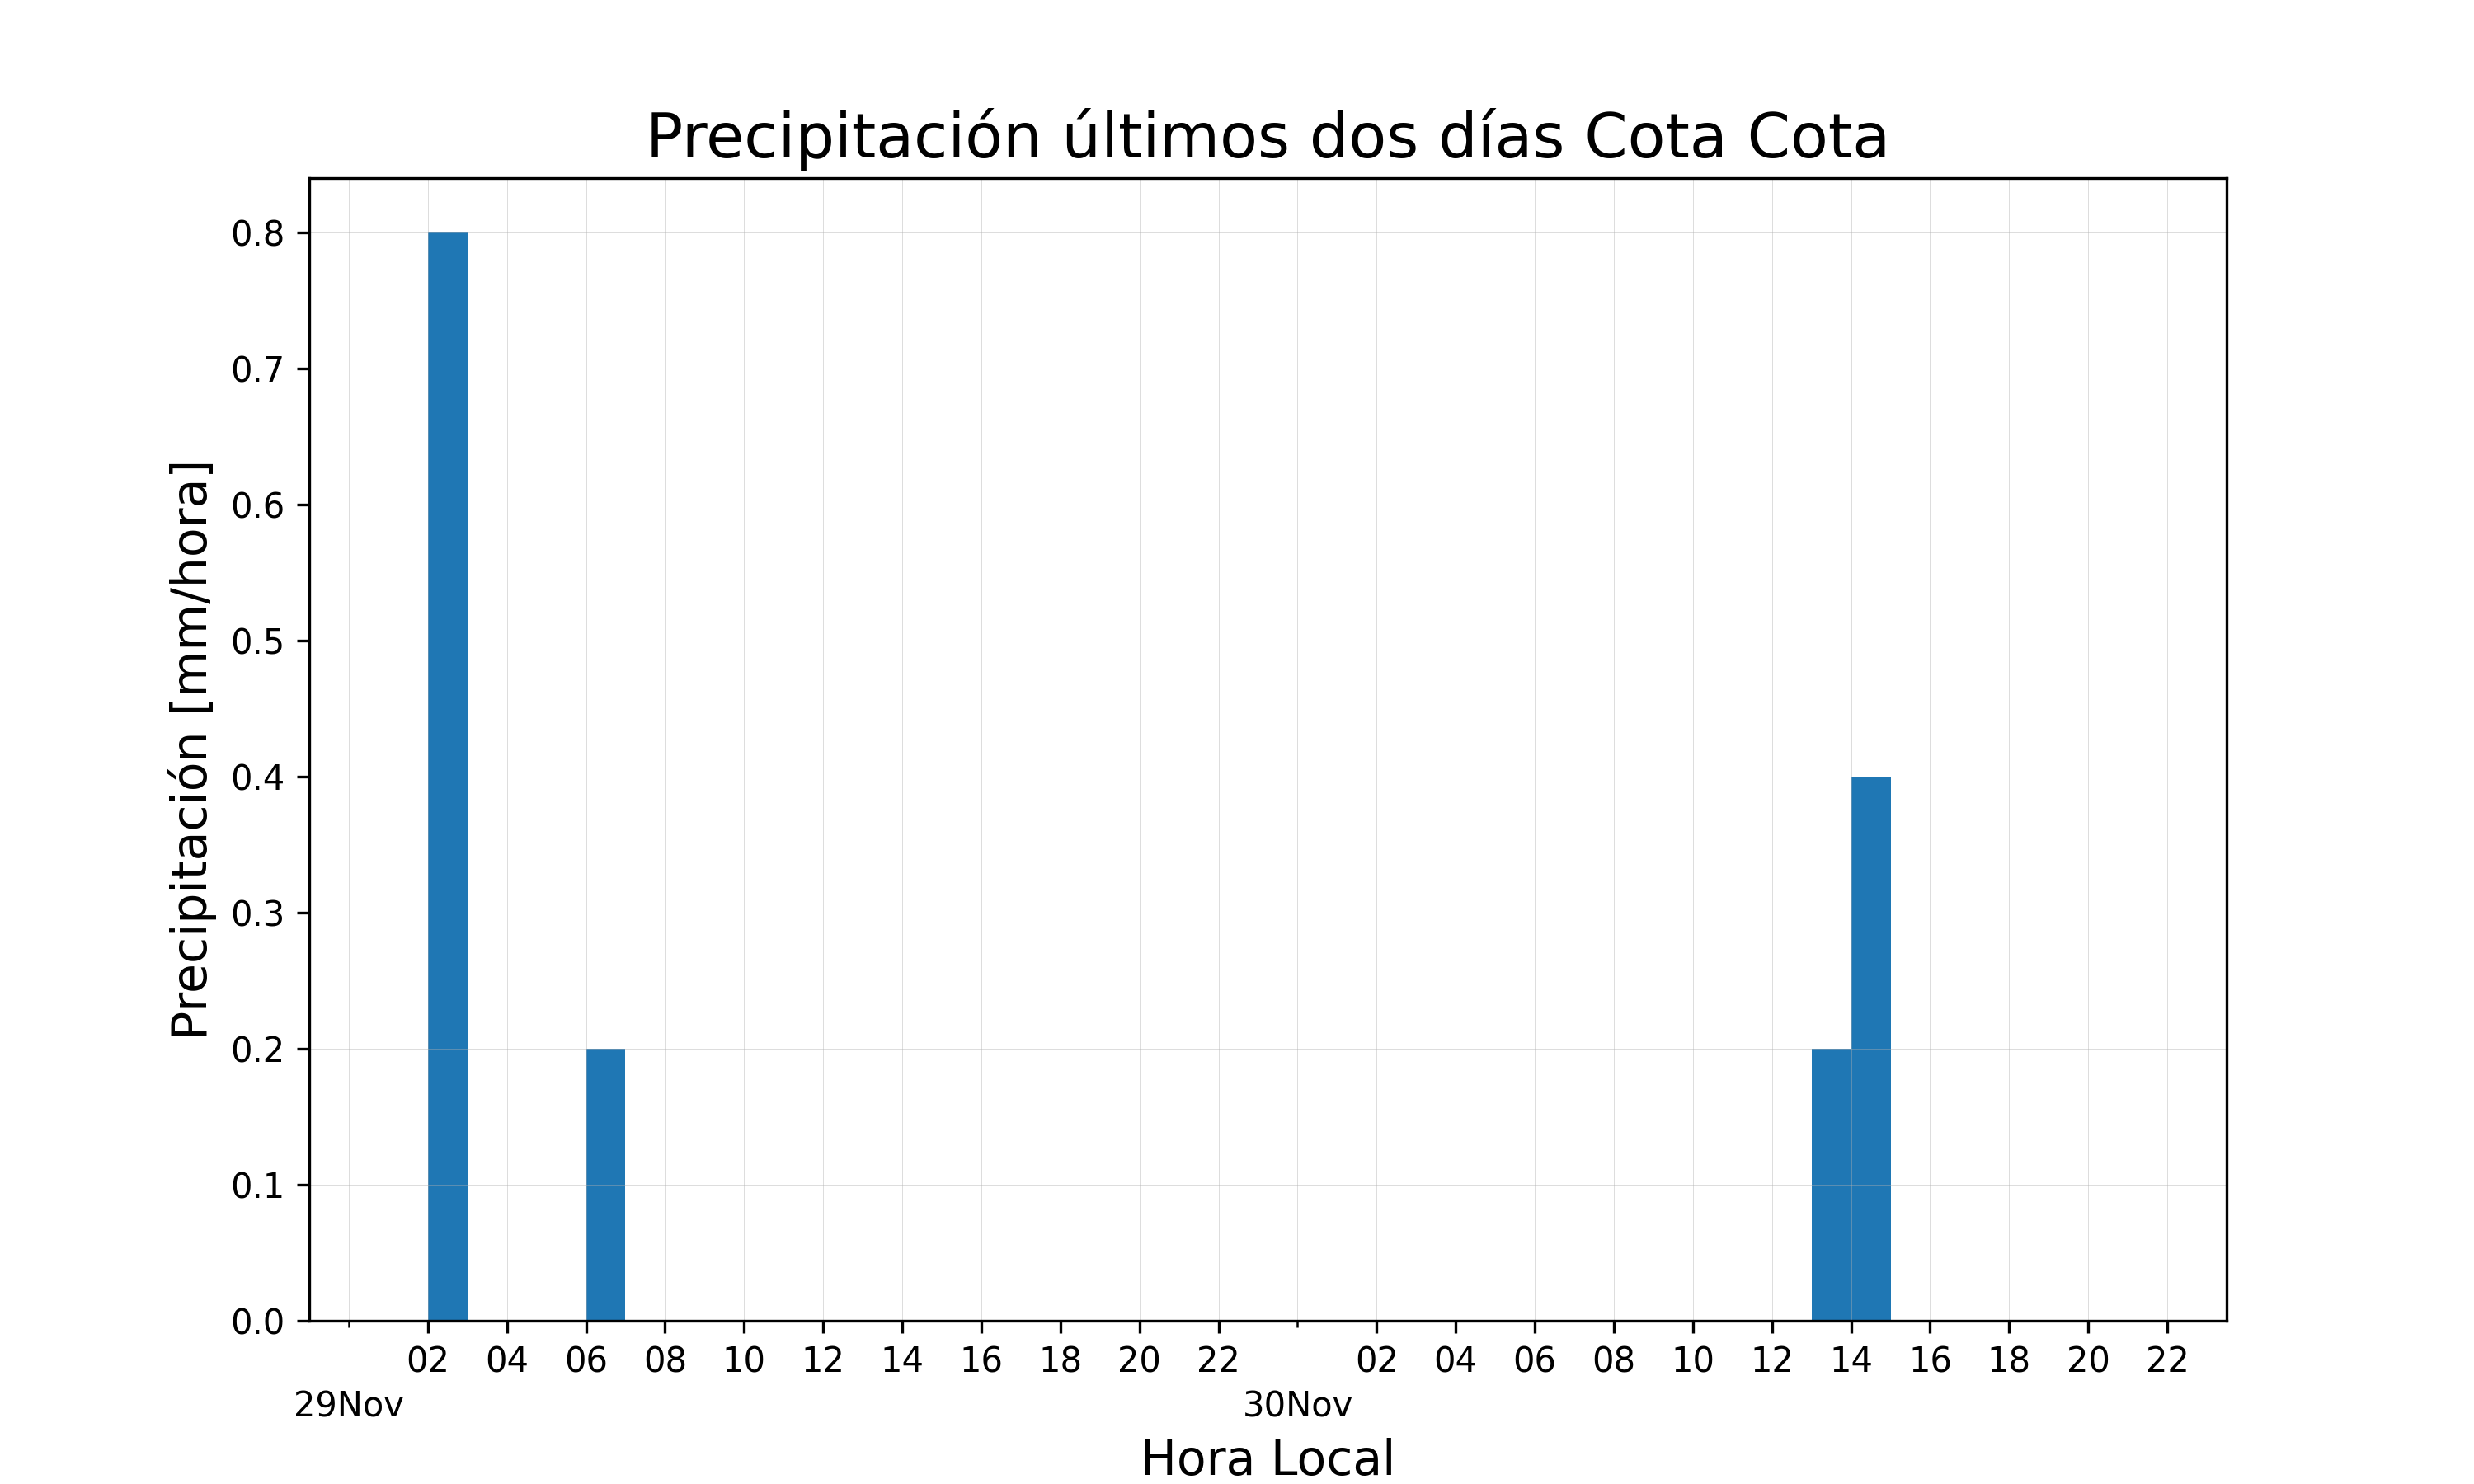 Precipitación últimos dos días Cota Cota
Precipitación [mm/hora]
0.8
0.7
0.6
0.5
0.4
0.3
0.2
0.1
0.0
02 04 06 08 10 12 14 16 18 20 22 02 04 06 08 10 12 14 16 18 20 22
29Nov 30Nov
Hora Local